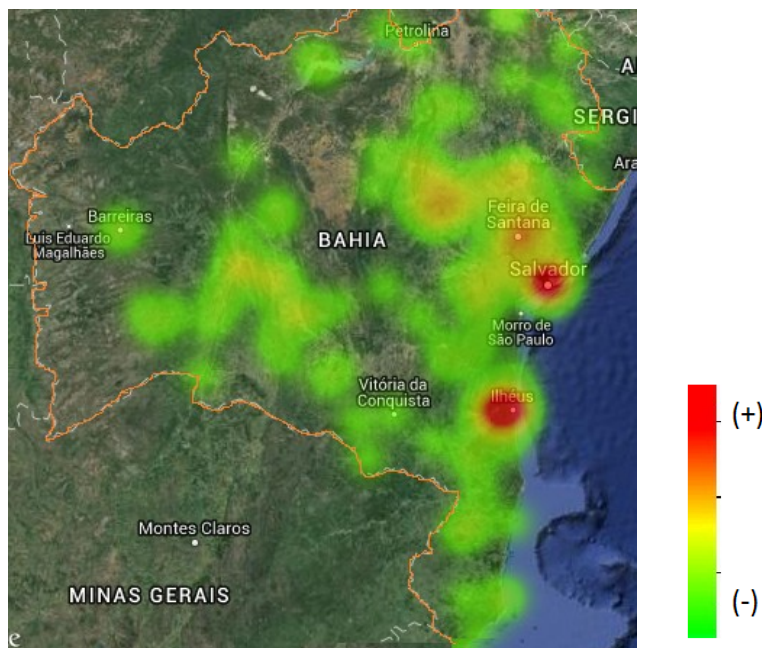 Petrolina
A
SERGI
Ara
Barreiras
Luis Eduardo
Magalhães
Feira de
Santana
BAHIA
Salvador
Morro de
São Paulo
Vitória da
Conquista
Ilhéus
(+)
Montes Claros
MINAS GERAIS
(-)
e